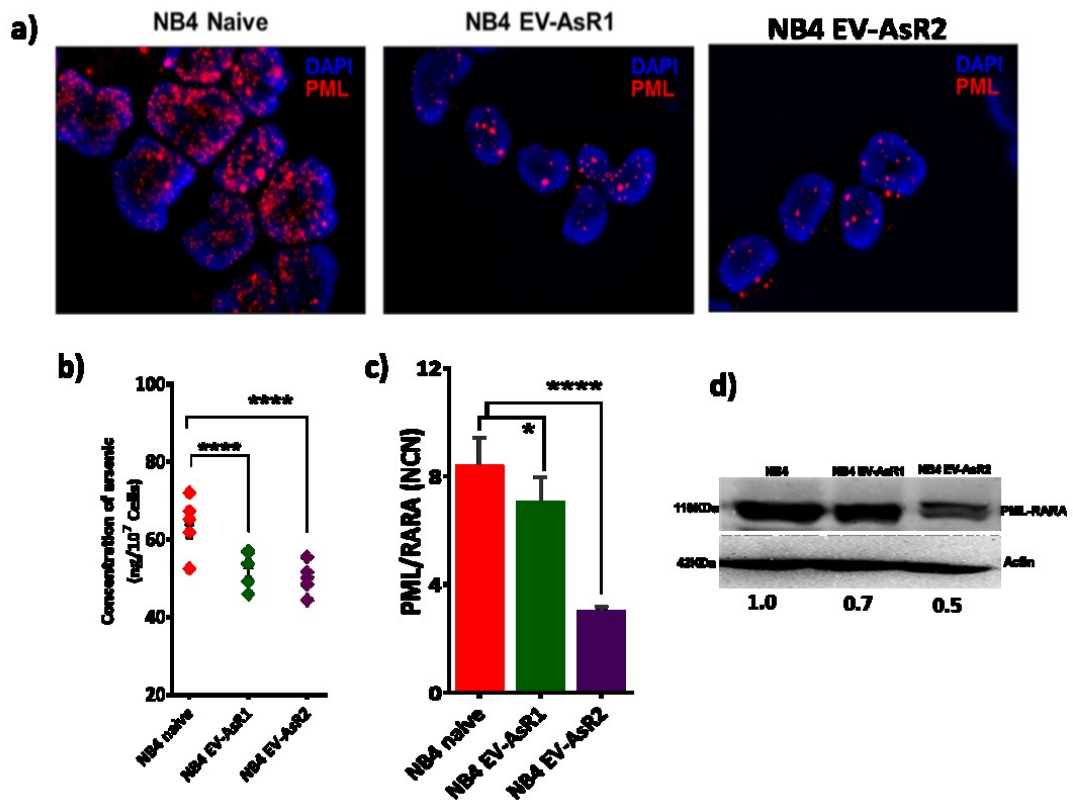 a)
NB4 Naive
NB4 EV-AsR1
NB4 EV-AsR2
DAPI
PML
DAPI
PML
DAPI
PML
b)
Concentration of arsenic
(ng/10⁷ Cells)
100
80
60
40
20
****
****
NB4 naive
NB4 EV-AsR1
NB4 EV-AsR2
c)
PML/RARA (NCN)
12
8
4
0
****
*
NB4 naive
NB4 EV-AsR1
NB4 EV-AsR2
d)
NB4
NB4 EV-AsR1
NB4 EV-AsR2
PML-RARA
42KDa
Actin
1.0
0.7
0.5